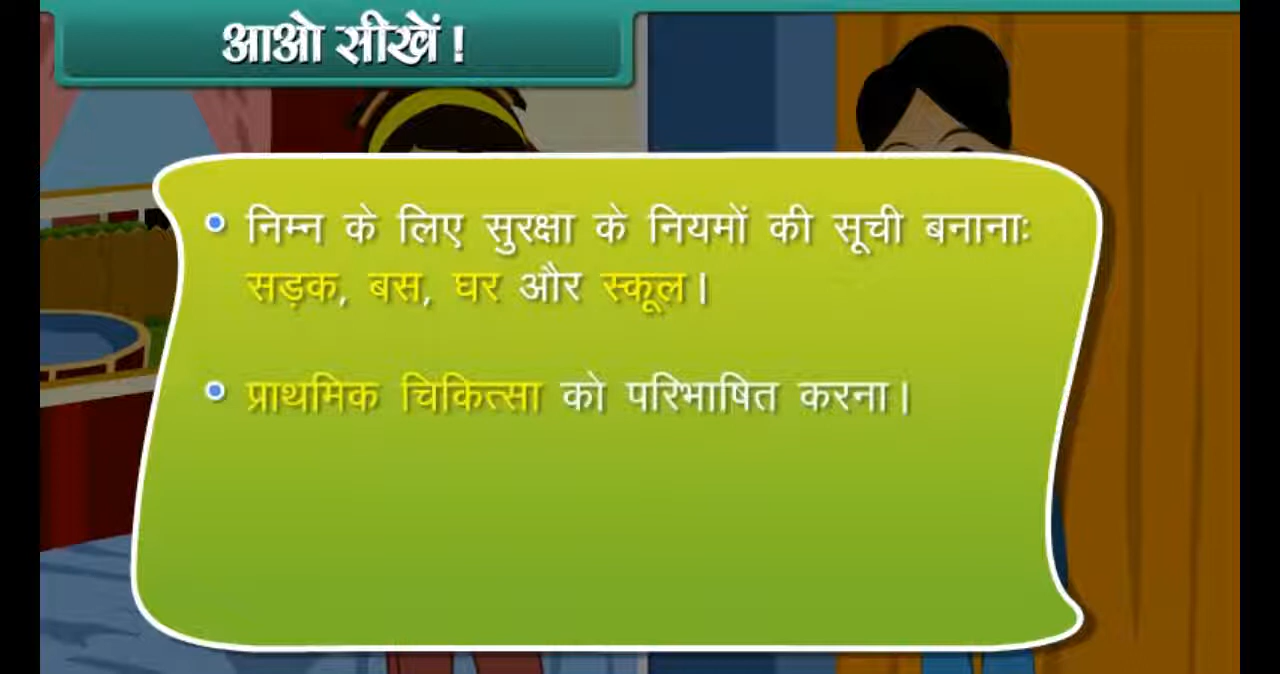 आओ सीखें!
• निम्न के लिए सुरक्षा के नियमों की सूची बनानाः
सड़क, बस, घर और स्कूल।
• प्राथमिक चिकित्सा को परिभाषित करना।